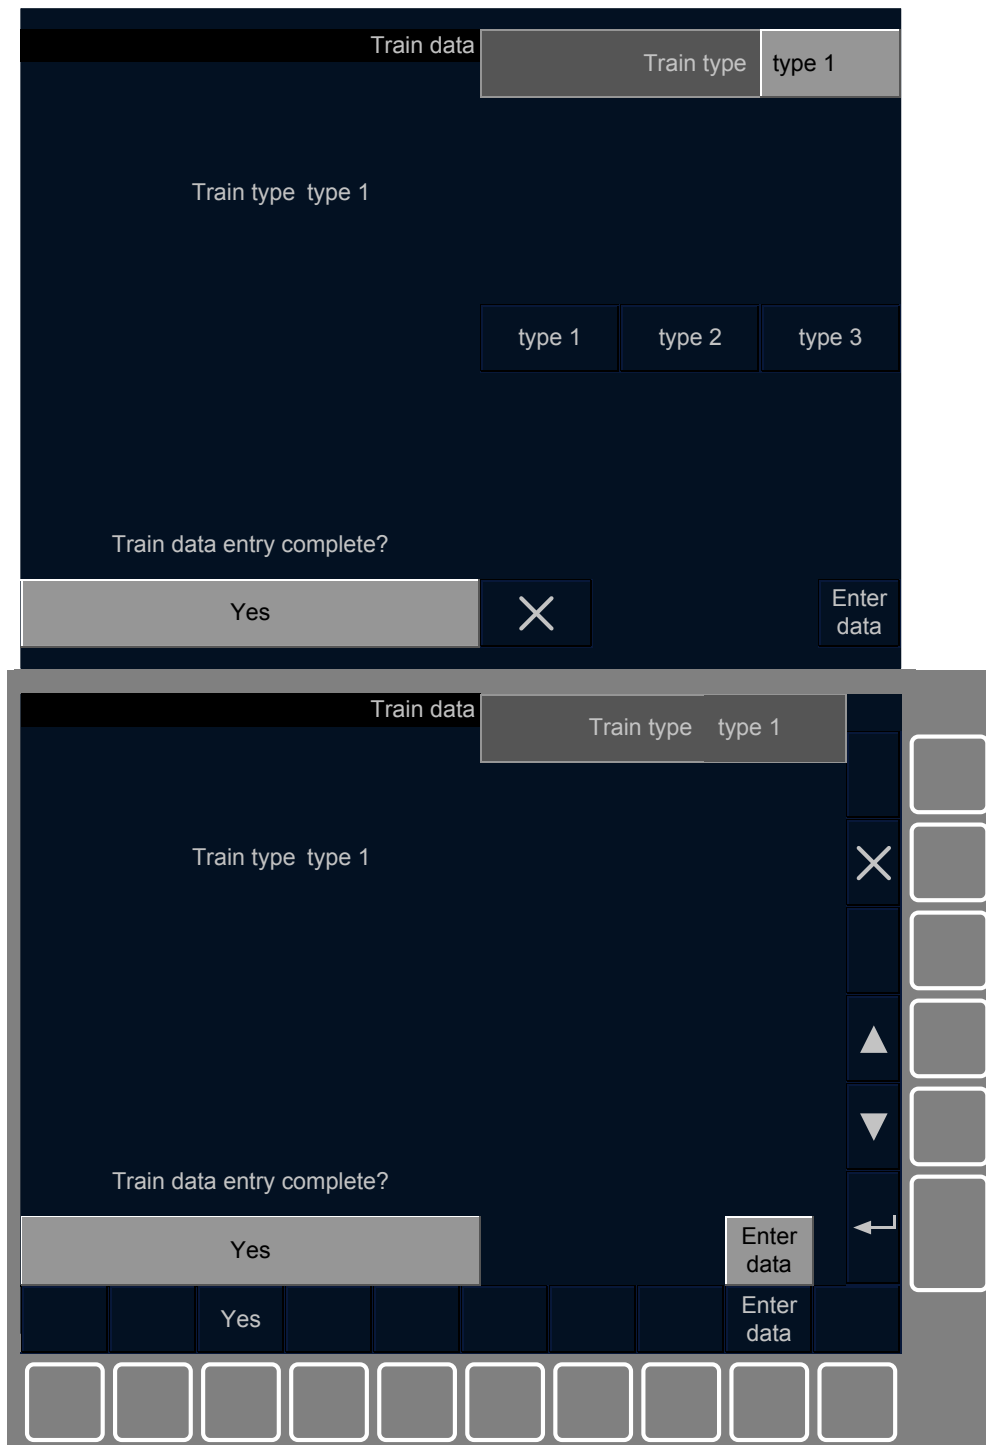 Train data
Train type type 1
Train type type 1
type 1 type 2 type 3
Train data entry complete?
Yes
Enter
data
Train data
Train type type 1
Train type type 1
Train data entry complete?
Yes
Enter
data
Yes
Enter
data